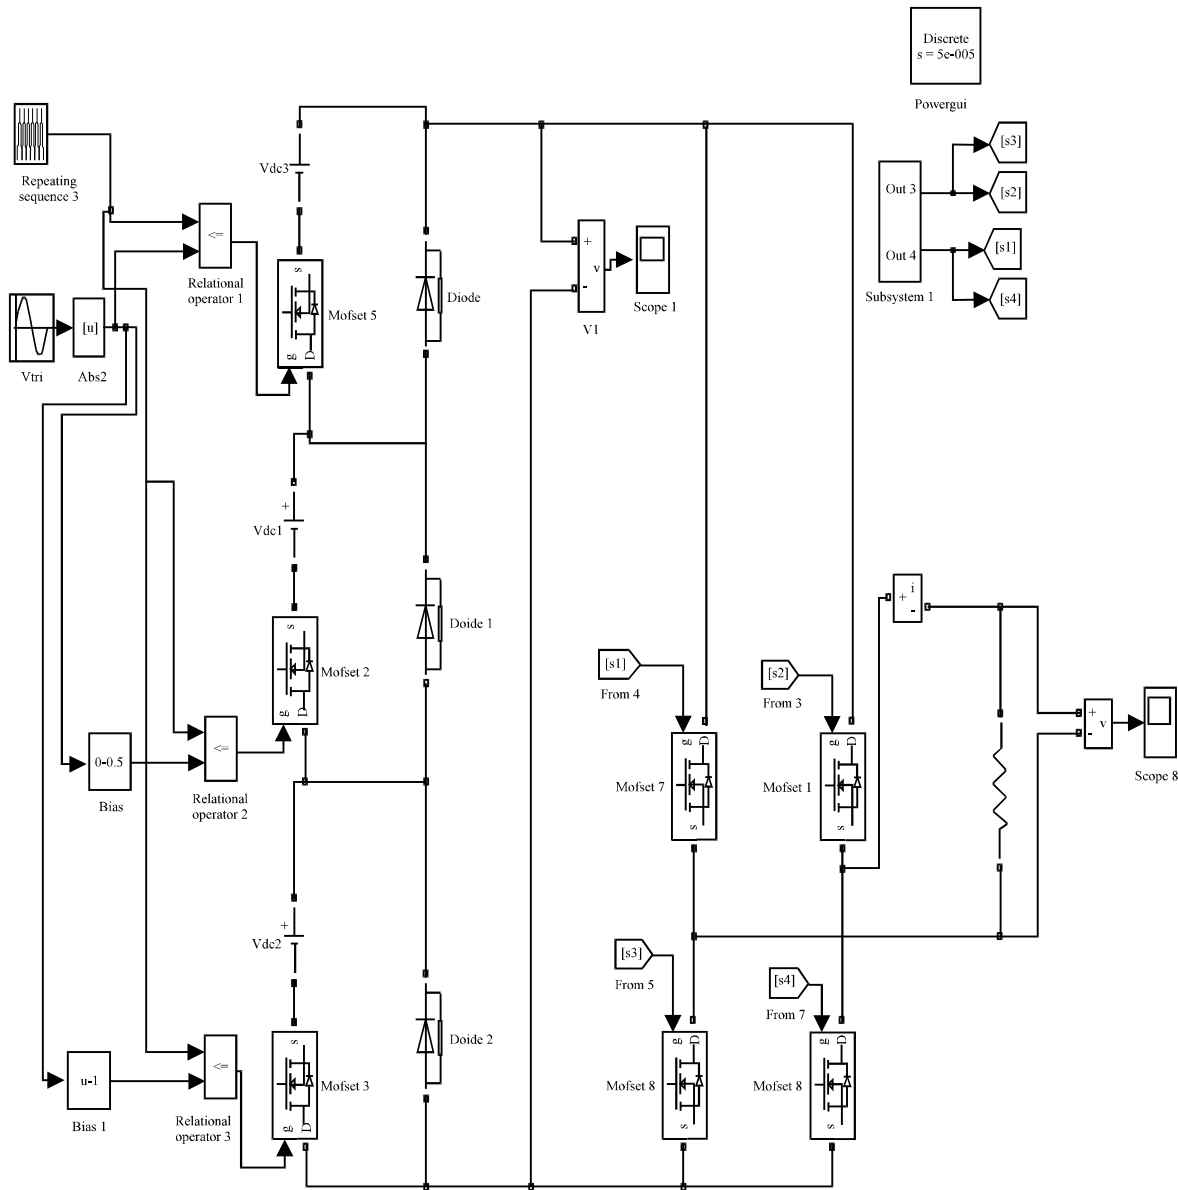 Discrete
s = 5e-005
Powergui
Repeating
sequence 3
Vdc3
+
-
v
V1
Scope 1
<=
Relational
operator 1
s
g
D
Mofset 5
Diode
Out 3
Out 4
Subsystem 1
[s3]
[s2]
[s1]
[s4]
Vtri
[u]
Abs2
+
Vdc1
s
g
D
Mofset 2
Doide 1
0-0.5
Bias
<=
Relational
operator 2
[s1]
From 4
[s2]
From 3
g
D
s
Mofset 7
g
D
s
Mofset 1
+
i
-
+
v
-
Scope 8
+
Vdc2
s
g
D
Mofset 3
Doide 2
u-1
Bias 1
<=
Relational
operator 3
[s3]
From 5
[s4]
From 7
g
D
s
Mofset 8
g
D
s
Mofset 8